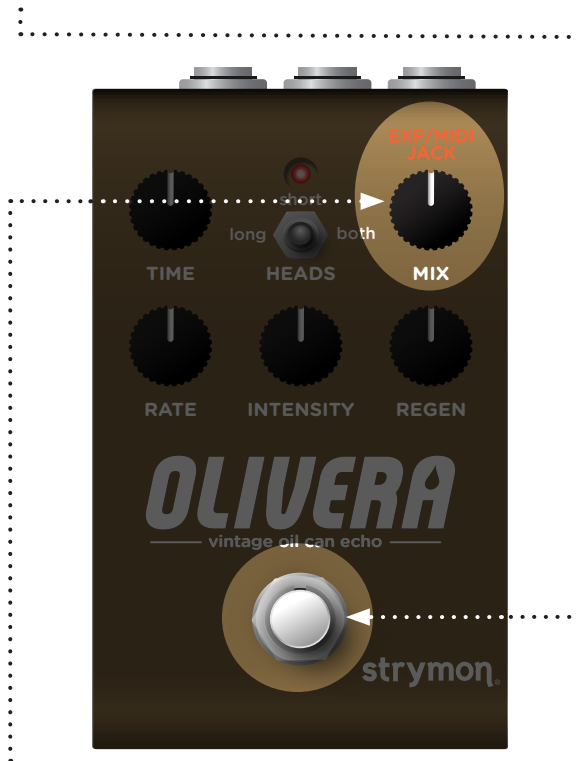 EXP/MIDI
JACK
short
long both
TIME HEADS MIX
RATE INTENSITY REGEN
OLIVERA
vintage oil can echo
strymon®